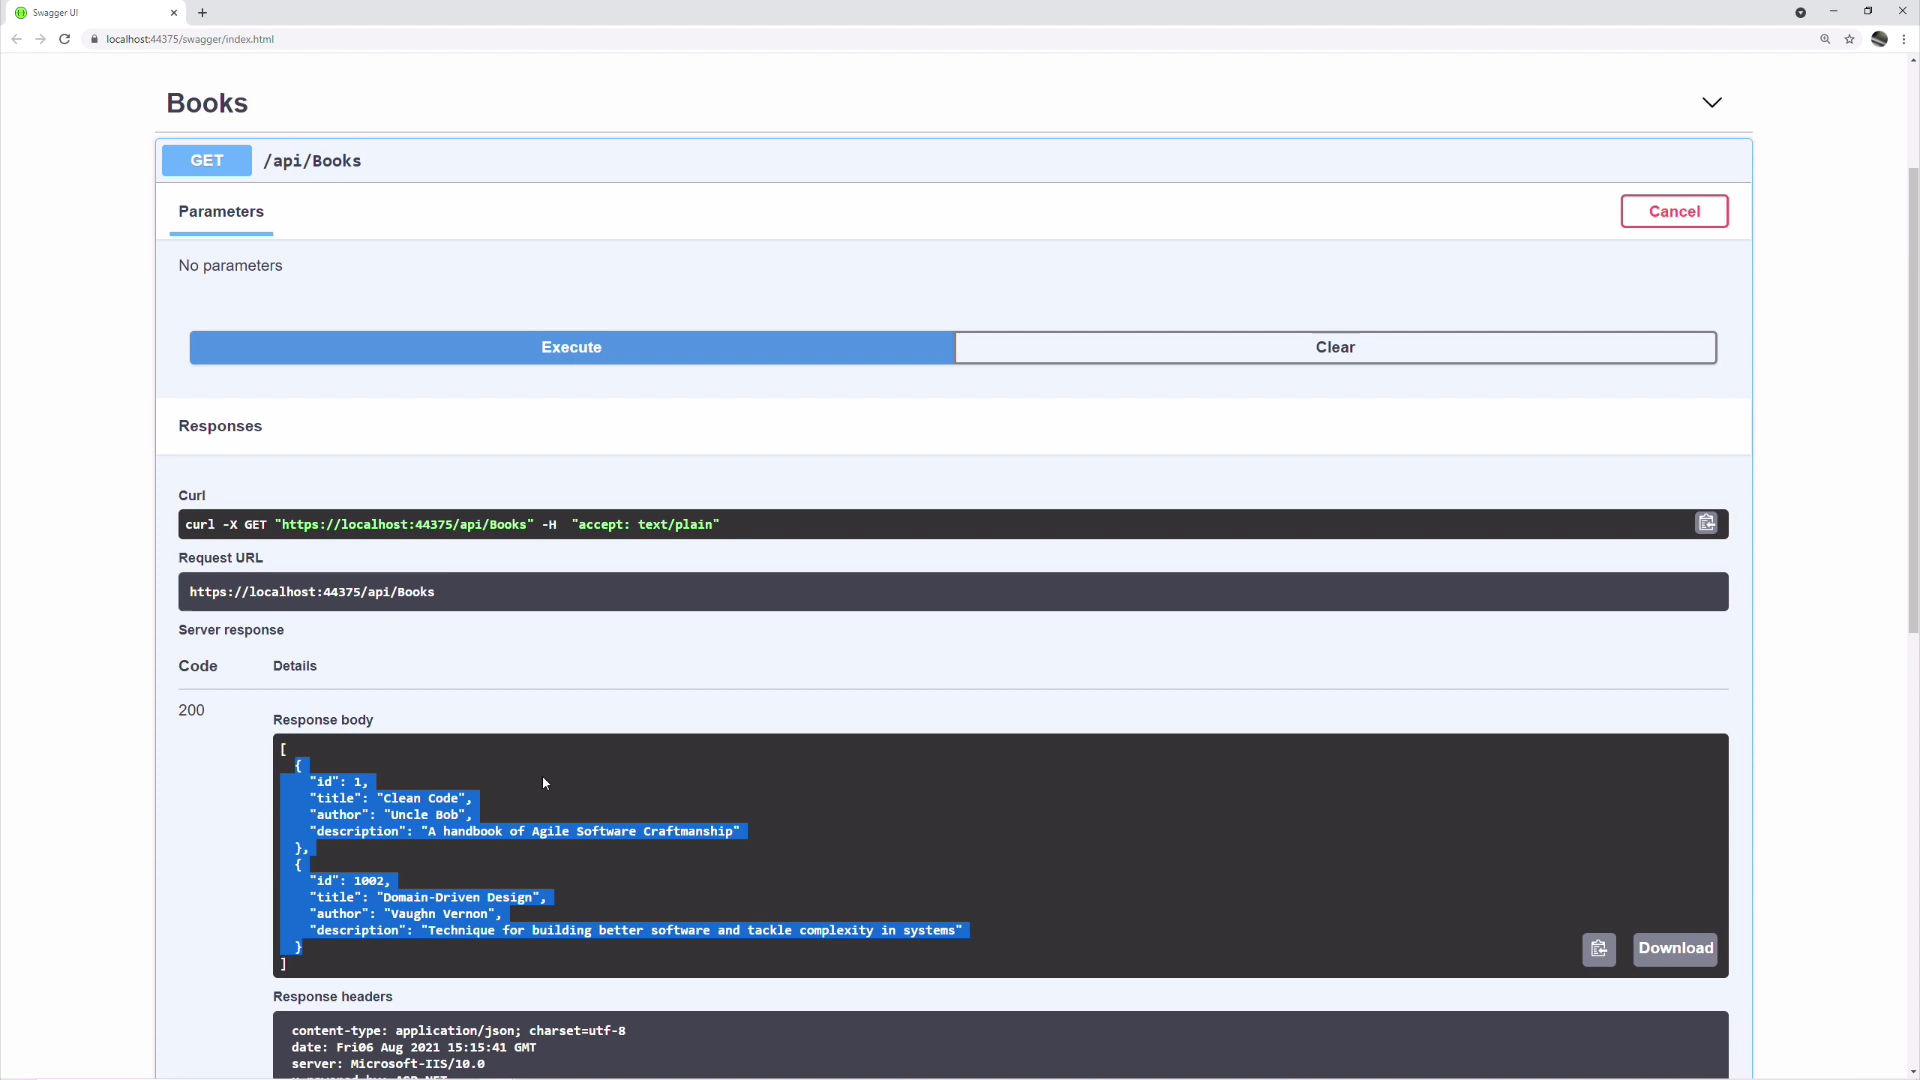 Swagger UI
localhost:44375/swagger/index.html
Books
GET /api/Books
Parameters
Cancel
No parameters
Execute
Clear
Responses
Curl
curl -X GET "https://localhost:44375/api/Books" -H  "accept: text/plain"
Request URL
https://localhost:44375/api/Books
Server response
Code Details
200
Response body
[
  {
    "id": 1,
    "title": "Clean Code",
    "author": "Uncle Bob",
    "description": "A handbook of Agile Software Craftmanship"
  },
  {
    "id": 1002,
    "title": "Domain-Driven Design",
    "author": "Vaughn Vernon",
    "description": "Technique for building better software and tackle complexity in systems"
  }
]
Download
Response headers
content-type: application/json; charset=utf-8
date: Fri06 Aug 2021 15:15:41 GMT
server: Microsoft-IIS/10.0